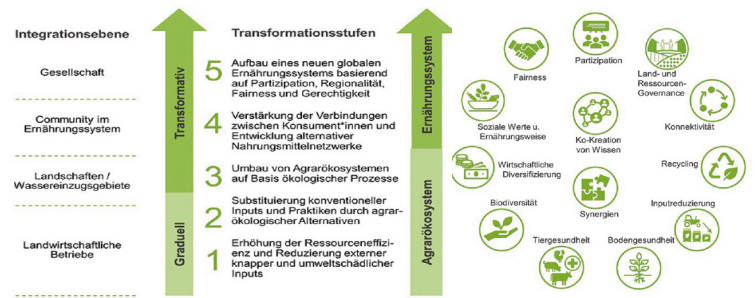 Integrationsebene
Gesellschaft
Community im
Ernährungssystem
Landschaften /
Wassereinzugsgebiete
Landwirtschaftliche
Betriebe
Transformativ
Graduell
Transformationsstufen
5 Aufbau eines neuen globalen
Ernährungssystems basierend
auf Partizipation, Regionalität,
Fairness und Gerechtigkeit
4 Verstärkung der Verbindungen
zwischen Konsument*innen und
Entwicklung alternativer
Nahrungsmittelnetzwerke
3 Umbau von Agrarökosystemen
auf Basis ökologischer Prozesse
2 Substituierung konventioneller
Inputs und Praktiken durch agrar-
ökologischer Alternativen
1 Erhöhung der Ressourceneffizi-
enz und Reduzierung externer
knapper und umweltschädlicher
Inputs
Ernährungssystem
Agrarökosystem
Fairness
Partizipation
Land- und
Ressourcen-
Governance
Soziale Werte u.
Ernährungsweise
Ko-Kreation
von Wissen
Konnektivität
Wirtschaftliche
Diversifizierung
Recycling
Biodiversität
Synergien
Inputreduzierung
Tiergesundheit
Bodengesundheit